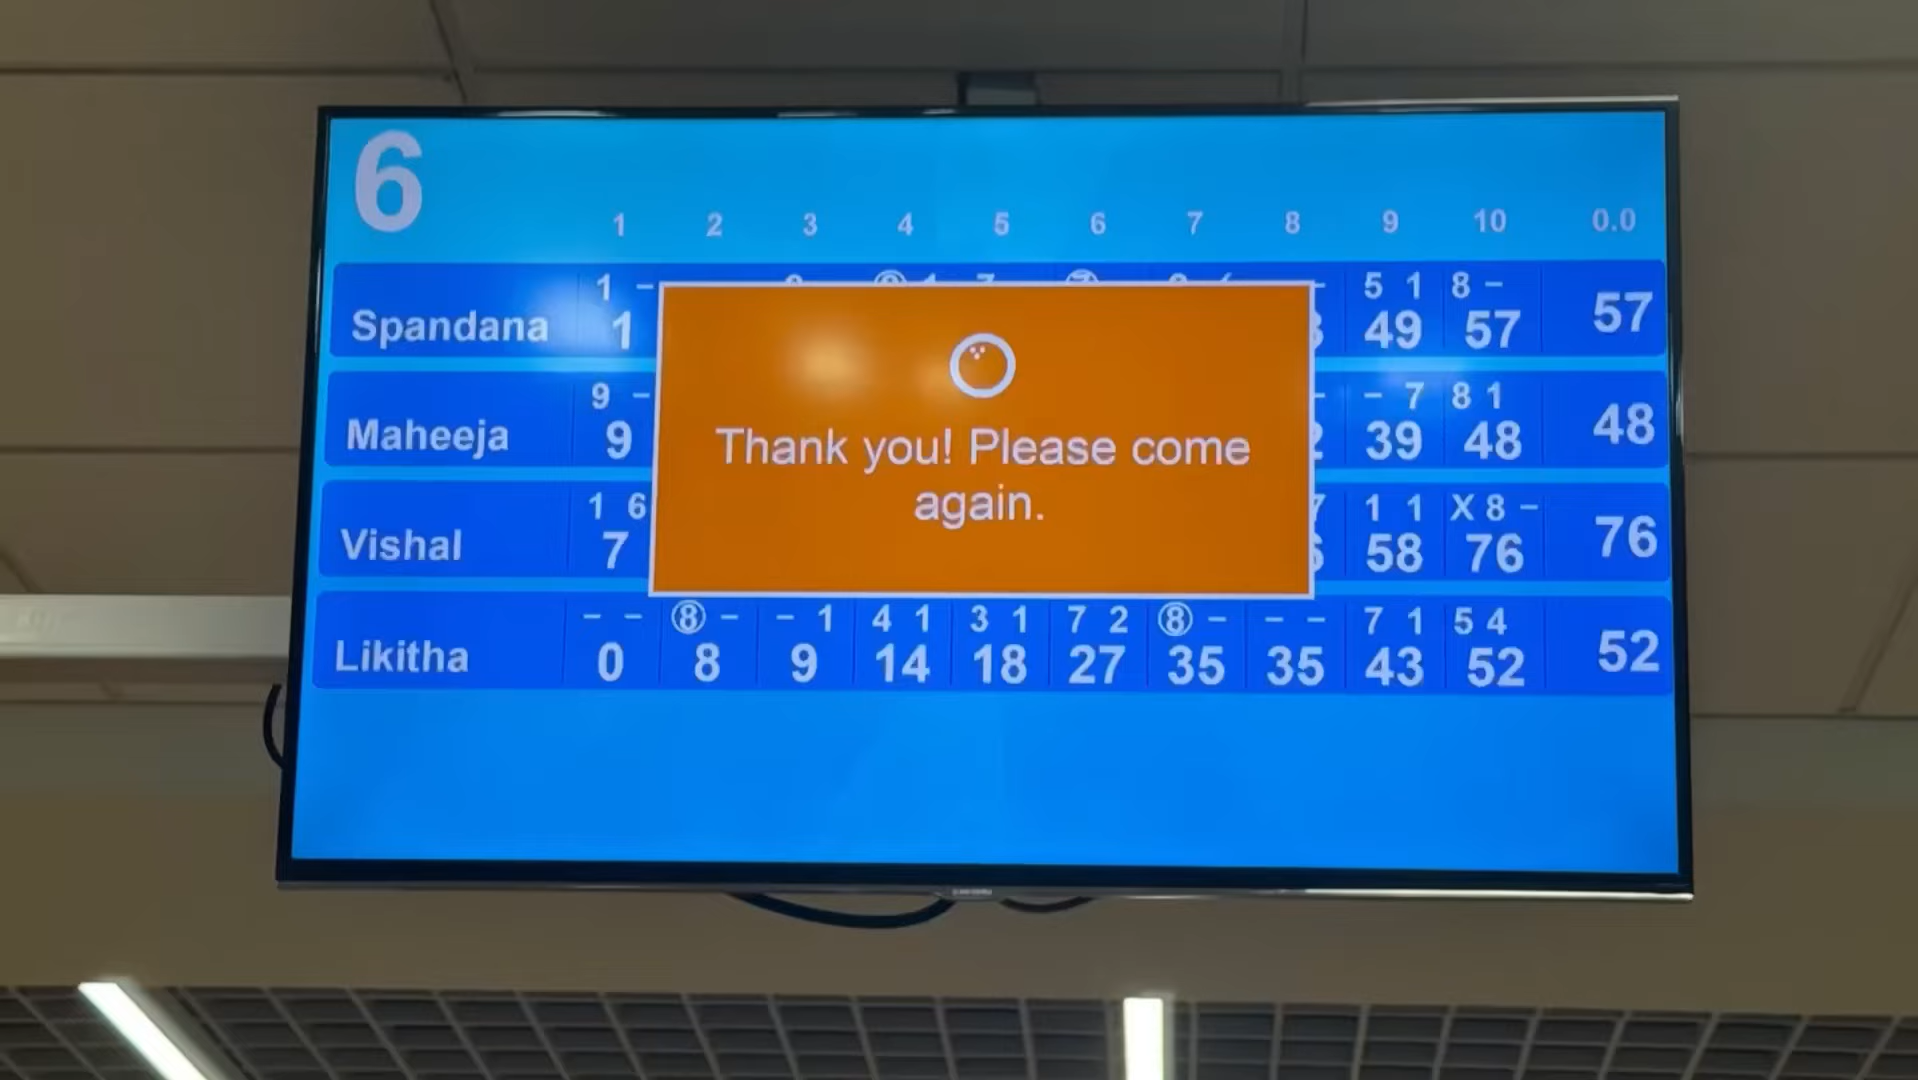 6
1 2 3 4 5 6 7 8 9 10 0.0
1 - 5 1 8 -
Spandana 1 49 57 57
9 - - 7 8 1
Maheeja 9 39 48 48
1 6 1 1 X 8 -
Vishal 7 58 76 76
Thank you! Please come
again.
- - ⑧ - - 1 4 1 3 1 7 2 ⑧ - - - 7 1 5 4
Likitha 0 8 9 14 18 27 35 35 43 52 52